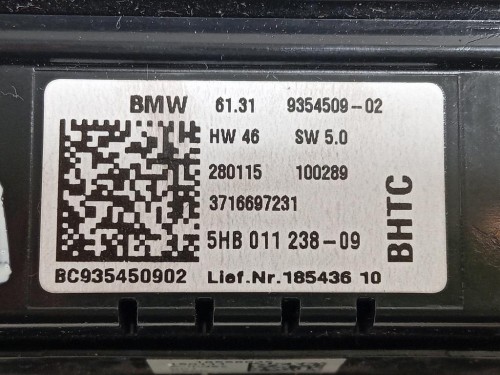 BMW 61.31 9354509-02
HW 46 SW 5.0
280115 100289
3716697231
5HB 011 238-09
BHTC
BC935450902 Lief.Nr.185436 10